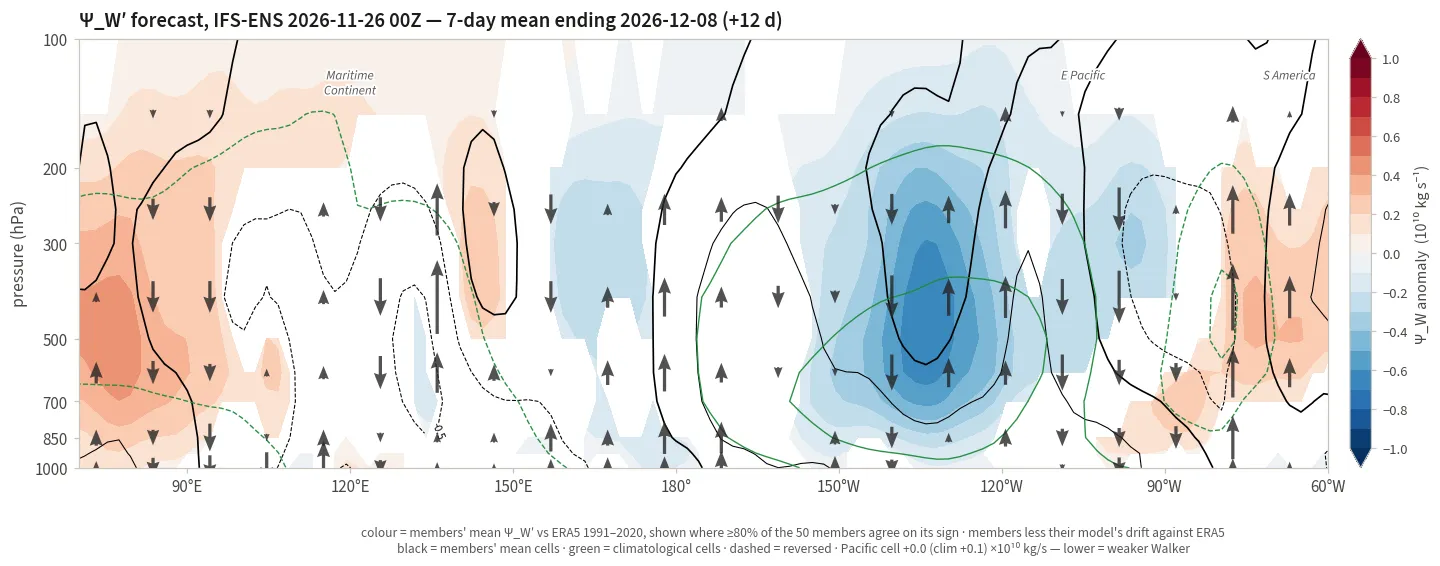 Ψ_W′ forecast, IFS-ENS 2026-11-26 00Z — 7-day mean ending 2026-12-08 (+12 d)
100
200
300
500
700
850
1000
pressure (hPa)
Maritime
Continent
E Pacific
S America
90°E
120°E
150°E
180°
150°W
120°W
90°W
60°W
1.0
0.8
0.6
0.4
0.2
0.0
−0.2
−0.4
−0.6
−0.8
−1.0
Ψ_W anomaly (10¹⁰ kg s⁻¹)
colour = members' mean Ψ_W′ vs ERA5 1991–2020, shown where ≥80% of the 50 members agree on its sign · members less their model's drift against ERA5
black = members' mean cells · green = climatological cells · dashed = reversed · Pacific cell +0.0 (clim +0.1) ×10¹⁰ kg/s — lower = weaker Walker